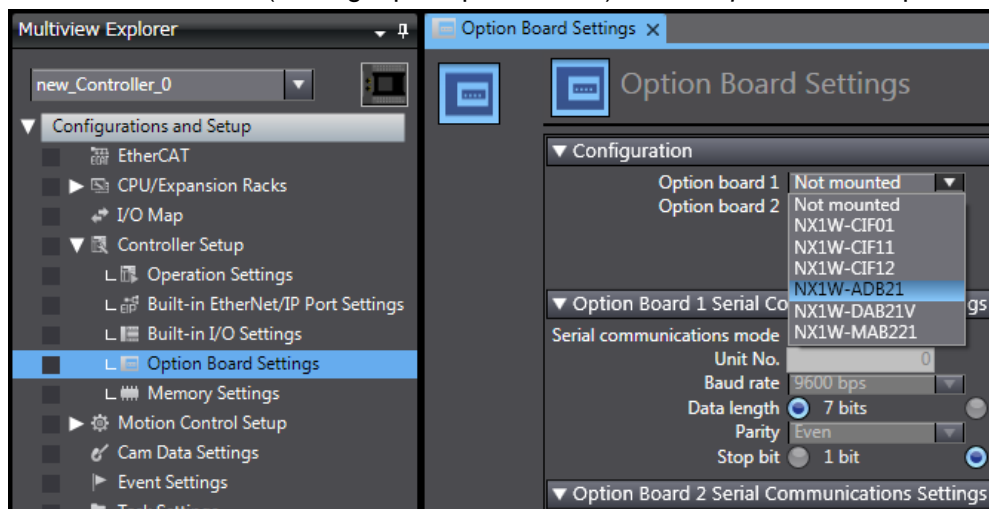 Multiview Explorer
new_Controller_0
Configurations and Setup
EtherCAT
CPU/Expansion Racks
I/O Map
Controller Setup
Operation Settings
Built-in EtherNet/IP Port Settings
Built-in I/O Settings
Option Board Settings
Memory Settings
Motion Control Setup
Cam Data Settings
Event Settings
Option Board Settings
Option Board Settings
Configuration
Option board 1 Not mounted
Option board 2 Not mounted
NX1W-CIF01
NX1W-CIF11
NX1W-CIF12
NX1W-ADB21
NX1W-DAB21V
NX1W-MAB221
Option Board 1 Serial Co
gs
Serial communications mode
Unit No. 0
Baud rate 9600 bps
Data length 7 bits
Parity Even
Stop bit 1 bit
Option Board 2 Serial Communications Settings